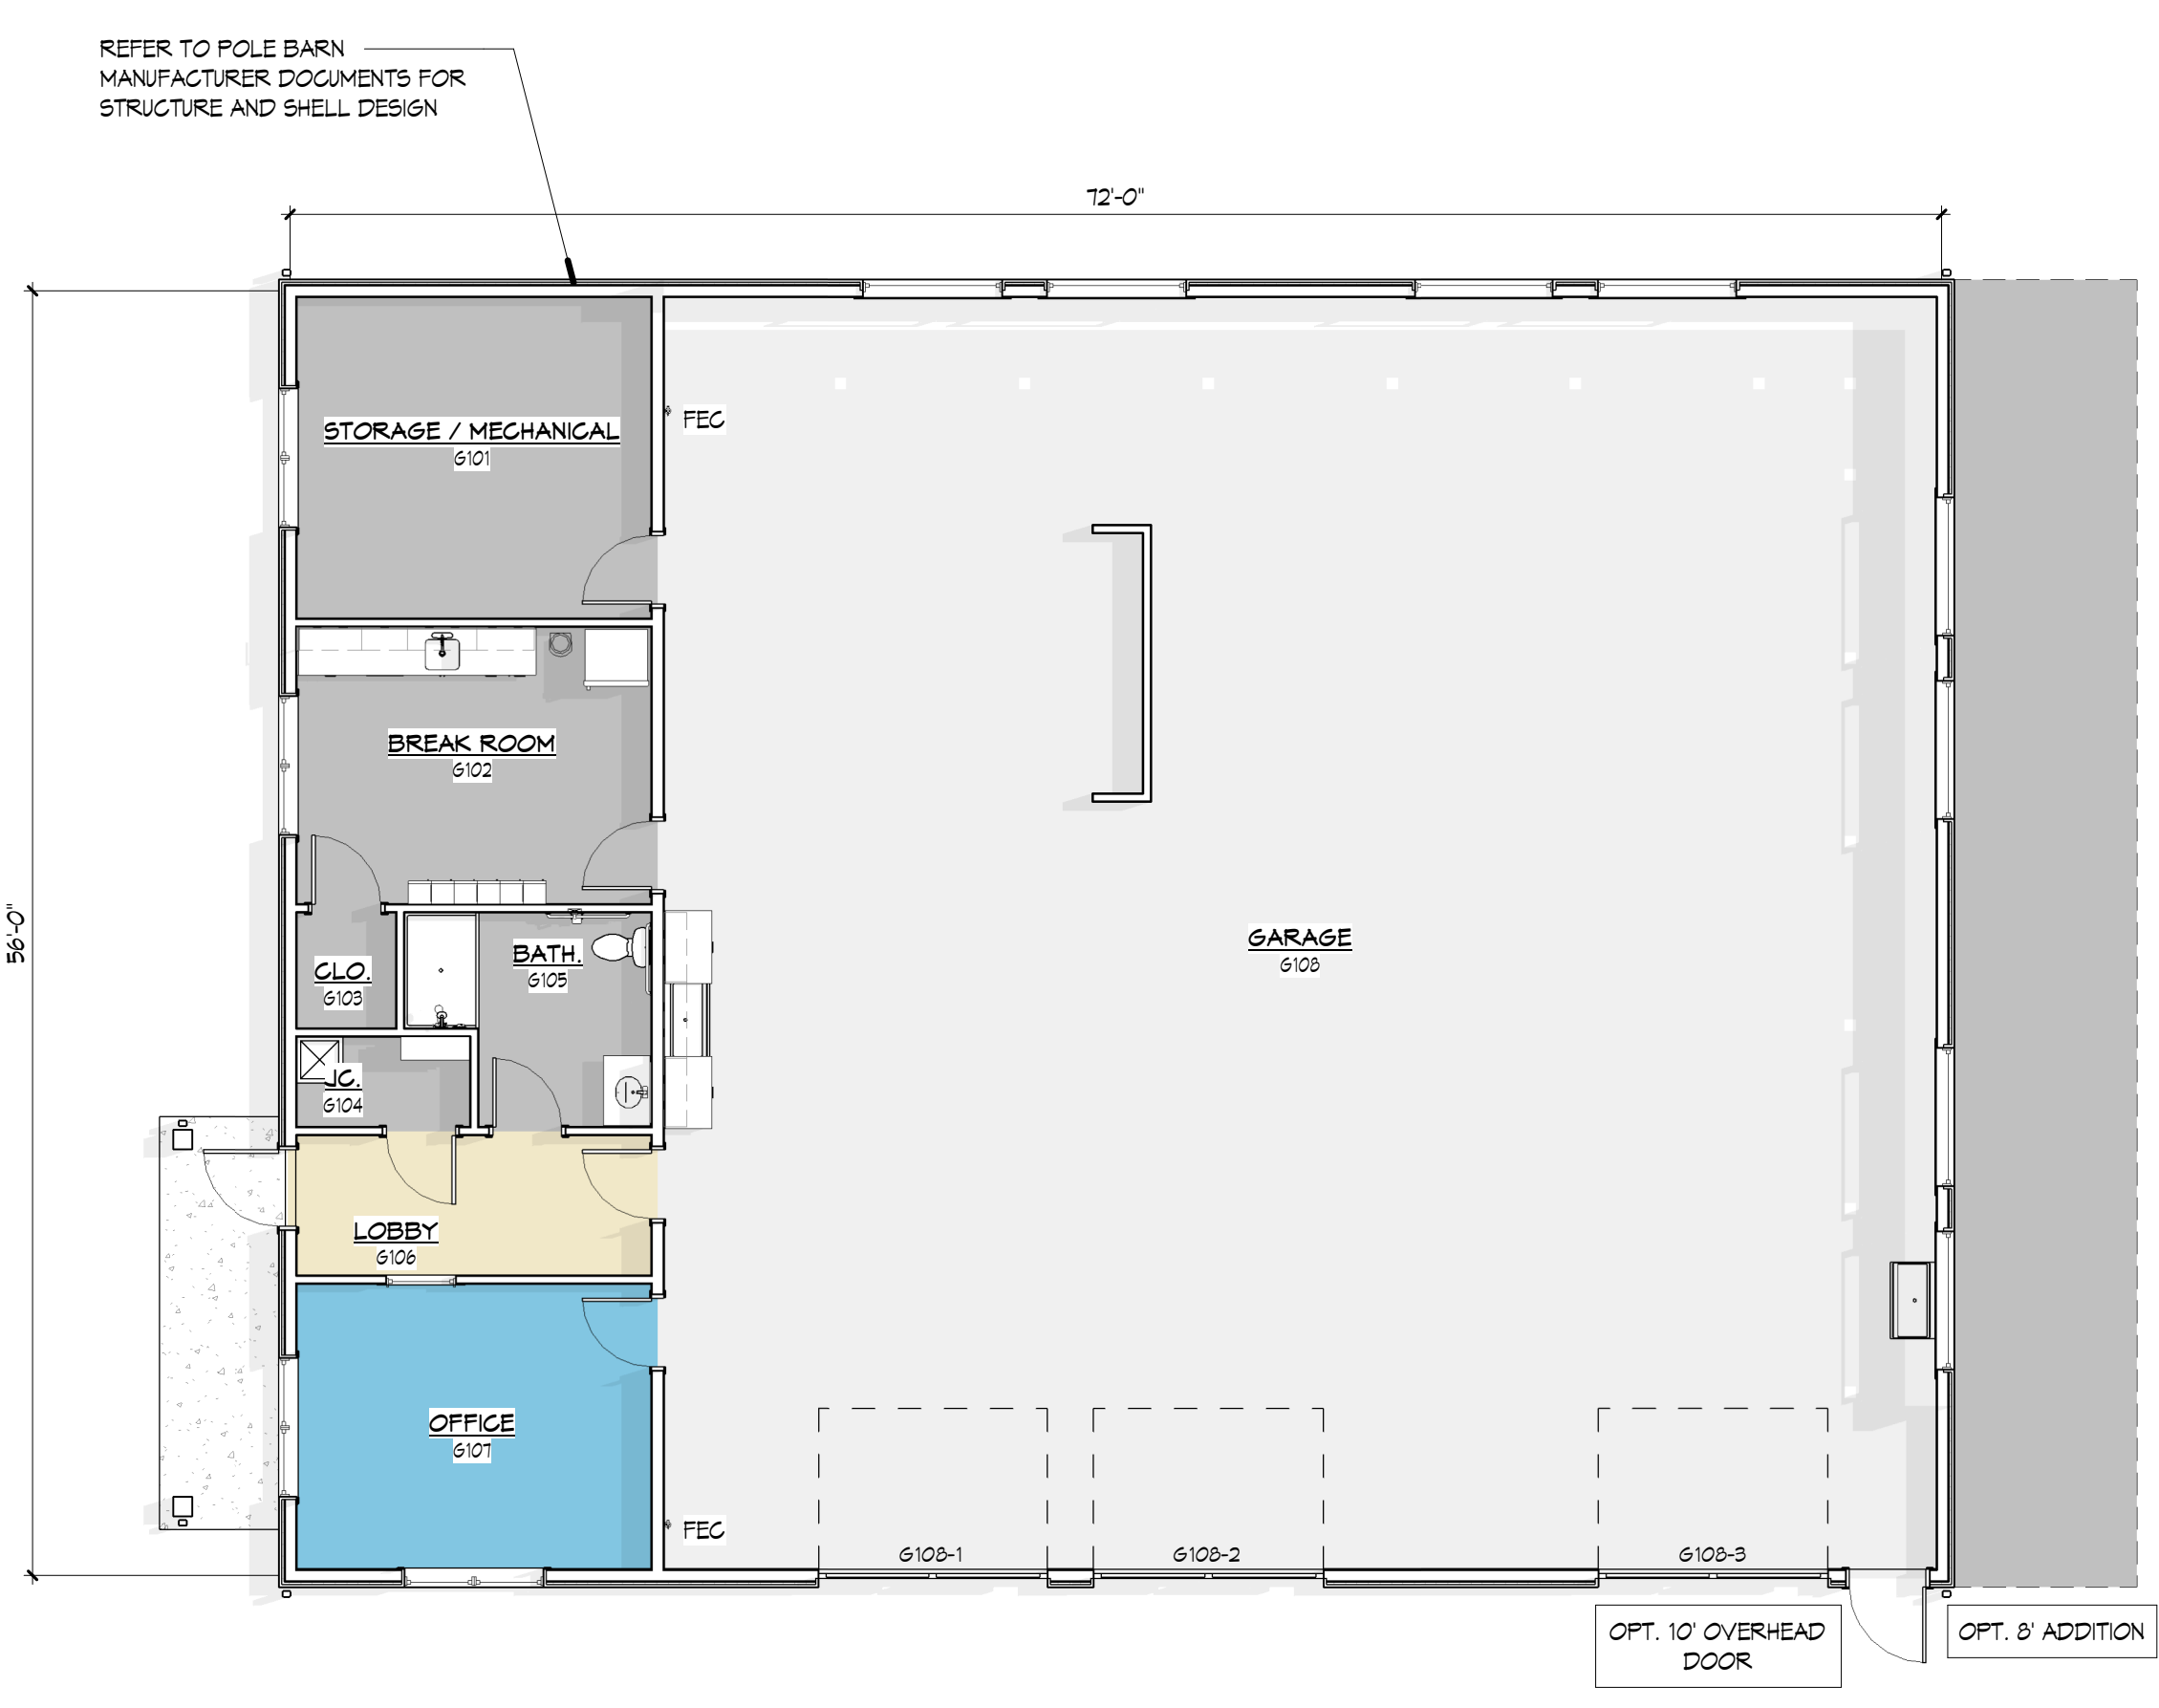 REFER TO POLE BARN
MANUFACTURER DOCUMENTS FOR
STRUCTURE AND SHELL DESIGN
72'-0"
56'-0"
STORAGE / MECHANICAL
G101
FEC
BREAK ROOM
G102
GARAGE
G108
BATH.
G105
CLO.
G103
JC.
G104
LOBBY
G106
OFFICE
G107
FEC
G108-1
G108-2
G108-3
OPT. 10' OVERHEAD
DOOR
OPT. 8' ADDITION